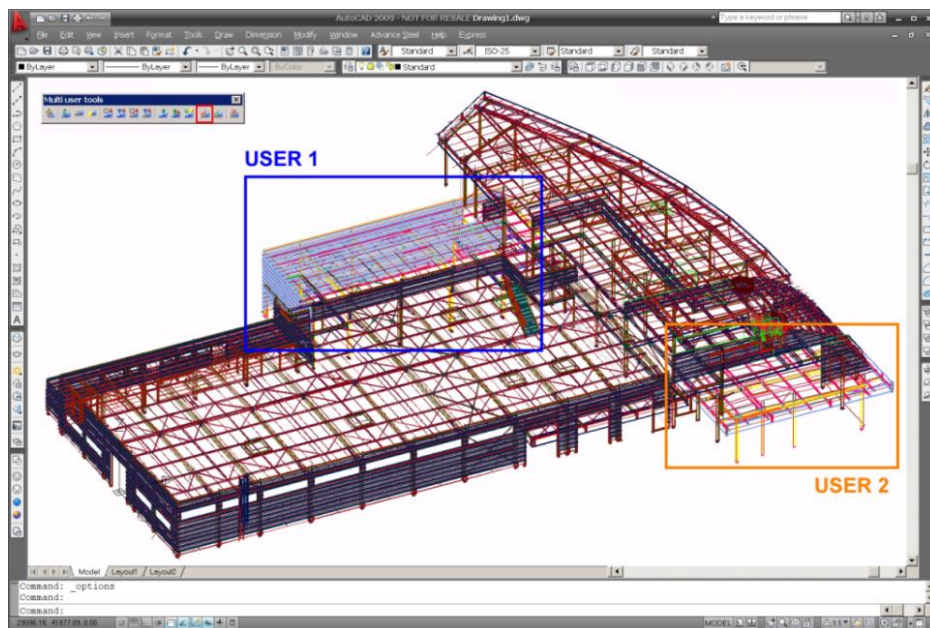 AutoCAD 2009 - NOT FOR RESALE Drawing1.dwg
Type a keyword or phrase
File Edit View Insert Format Tools Draw Dimension Modify Window Advance Steel Help Express
Standard ISO-25 Standard Standard
ByLayer ByLayer ByLayer ByColor Standard
Multi user tools
USER 1
USER 2
Model Layout1 Layout2
Command: _options
Command:
Command:
MODEL